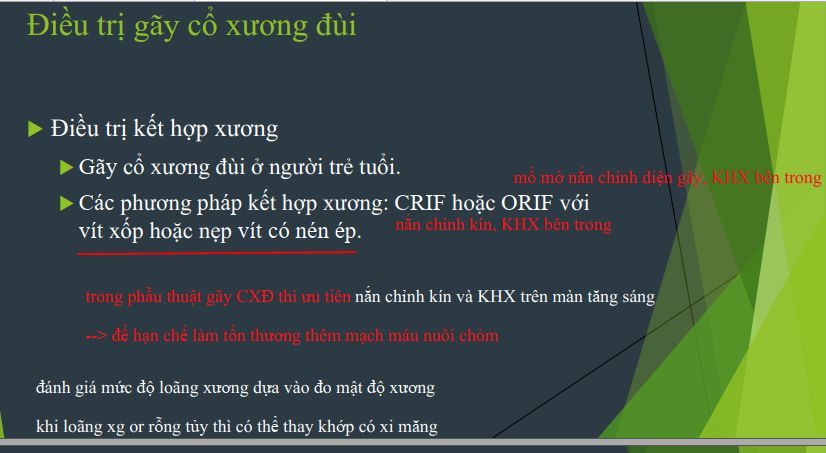 Điều trị gãy cổ xương đùi
Điều trị kết hợp xương
Gãy cổ xương đùi ở người trẻ tuổi.
mổ mở nắn chỉnh diện gãy, KHX bên trong
Các phương pháp kết hợp xương: CRIF hoặc ORIF với
vít xốp hoặc nẹp vít có nén ép.
nắn chỉnh kín, KHX bên trong
trong phẫu thuật gãy CXĐ thì ưu tiên nắn chỉnh kín và KHX trên màn tăng sáng
--> để hạn chế làm tổn thương thêm mạch máu nuôi chỏm
đánh giá mức độ loãng xương dựa vào đo mật độ xương
khi loãng xg or rỗng tủy thì có thể thay khớp có xi măng